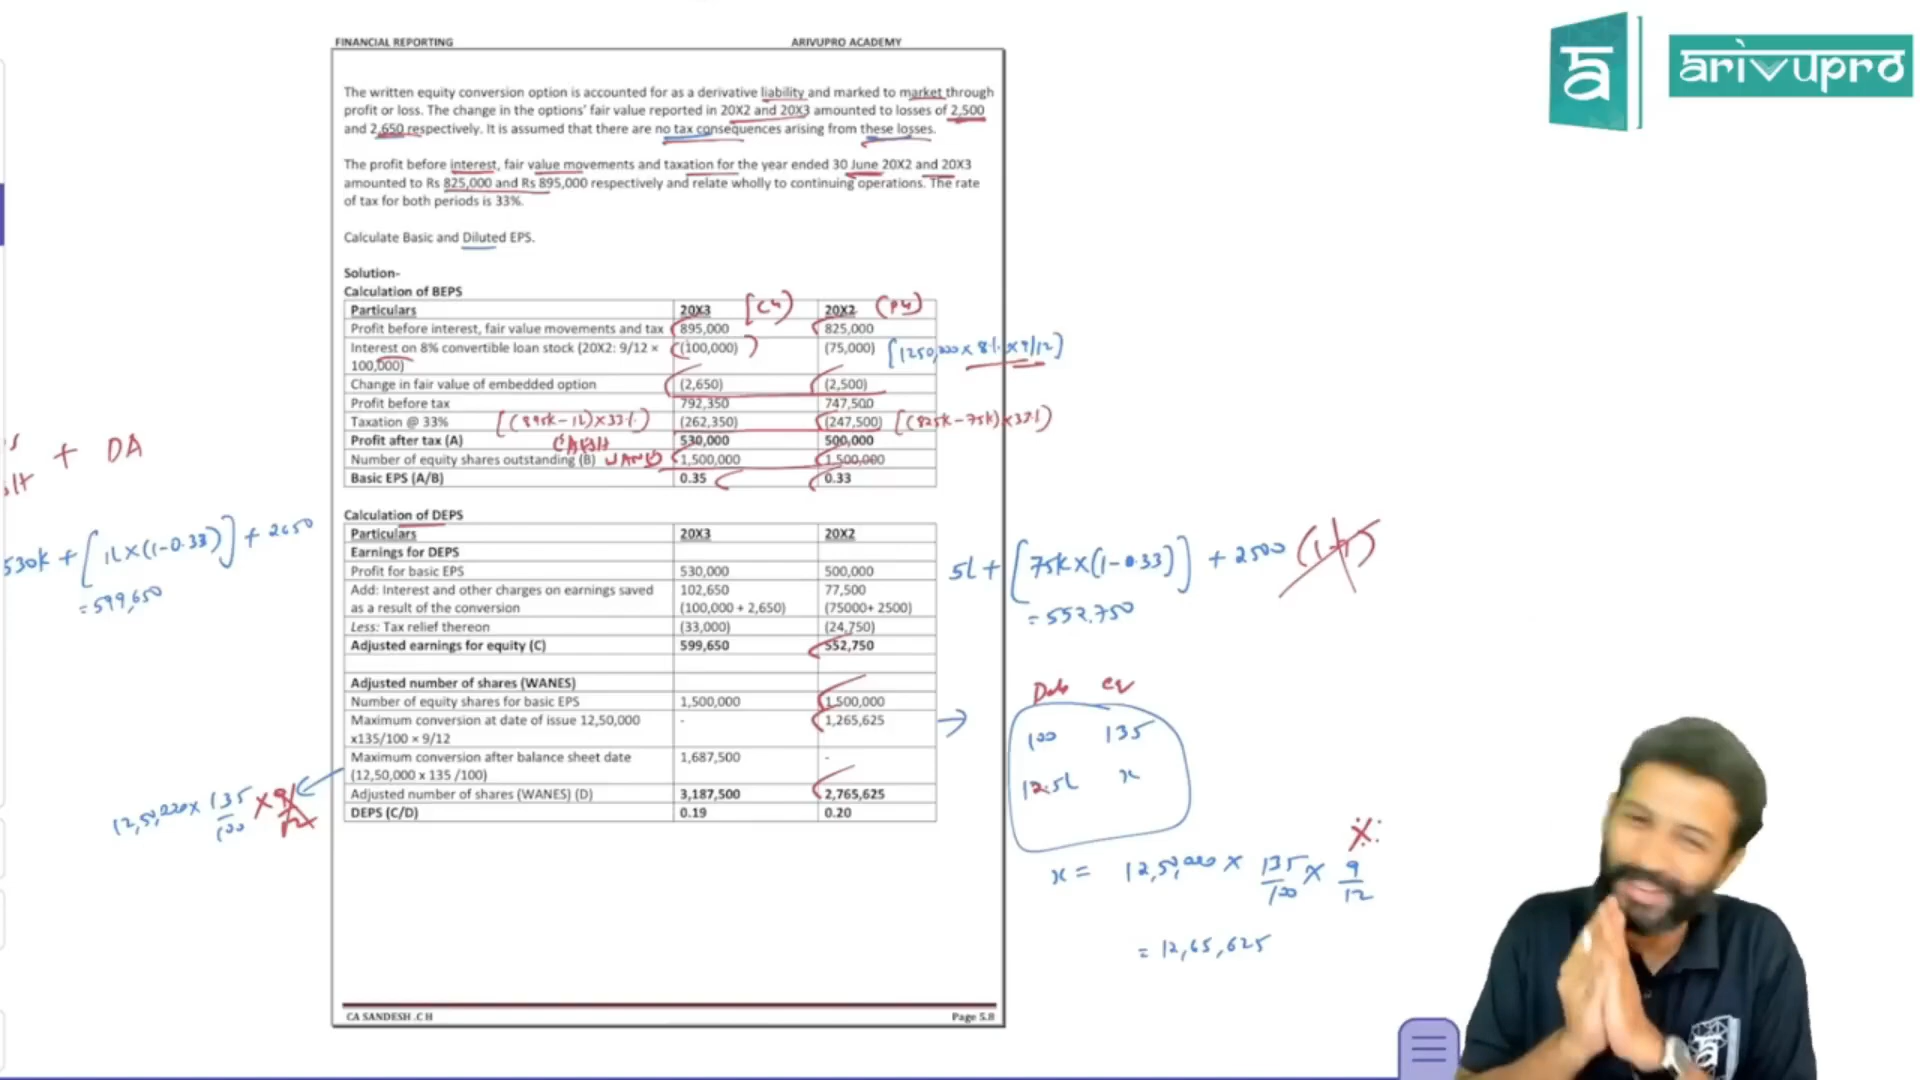 FINANCIAL REPORTING ARIVUPRO ACADEMY
ā arivupro
The written equity conversion option is accounted for as a derivative liability and marked to market through
profit or loss. The change in the options' fair value reported in 20X2 and 20X3 amounted to losses of 2,500
and 2,650 respectively. It is assumed that there are no tax consequences arising from these losses.
The profit before interest, fair value movements and taxation for the year ended 30 June 20X2 and 20X3
amounted to Rs 825,000 and Rs 895,000 respectively and relate wholly to continuing operations. The rate
of tax for both periods is 33%.
Calculate Basic and Diluted EPS.
Solution-
Calculation of BEPS
Particulars 20X3 [CY) 20X2 (PY)
Profit before interest, fair value movements and tax 895,000 825,000
Interest on 8% convertible loan stock (20X2: 9/12 × (100,000) (75,000) [1250,000 x 8% x 9/12]
100,000)
Change in fair value of embedded option (2,650) (2,500)
Profit before tax 792,350 747,500
Taxation @ 33% [(895k-1L)x33%) (262,350) (247,500) [(825k-75k)x33%)
Profit after tax (A) 530,000 500,000
Number of equity shares outstanding (B) 1,500,000 1,500,000
Basic EPS (A/B) 0.35 0.33
+ DA
530k + [1L x (1-0.33)] + 2650
= 599,650
Calculation of DEPS
Particulars 20X3 20X2
Earnings for DEPS
Profit for basic EPS 530,000 500,000
Add: Interest and other charges on earnings saved 102,650 77,500
as a result of the conversion (100,000 + 2,650) (75000+ 2500)
Less: Tax relief thereon (33,000) (24,750)
Adjusted earnings for equity (C) 599,650 552,750
Adjusted number of shares (WANES)
Number of equity shares for basic EPS 1,500,000 1,500,000
Maximum conversion at date of issue 12,50,000 - 1,265,625
x135/100 × 9/12
Maximum conversion after balance sheet date 1,687,500 -
(12,50,000 x 135 /100)
Adjusted number of shares (WANES) (D) 3,187,500 2,765,625
DEPS (C/D) 0.19 0.20
12,50,000 x 135/100 x 9/12
5L + [75k x (1-0.33)] + 2500
= 552,750
100 135
12.5L x
x = 12,50,000 x 135/100 x 9/12
= 12,65,625
CA SANDESH .C H Page 5.8